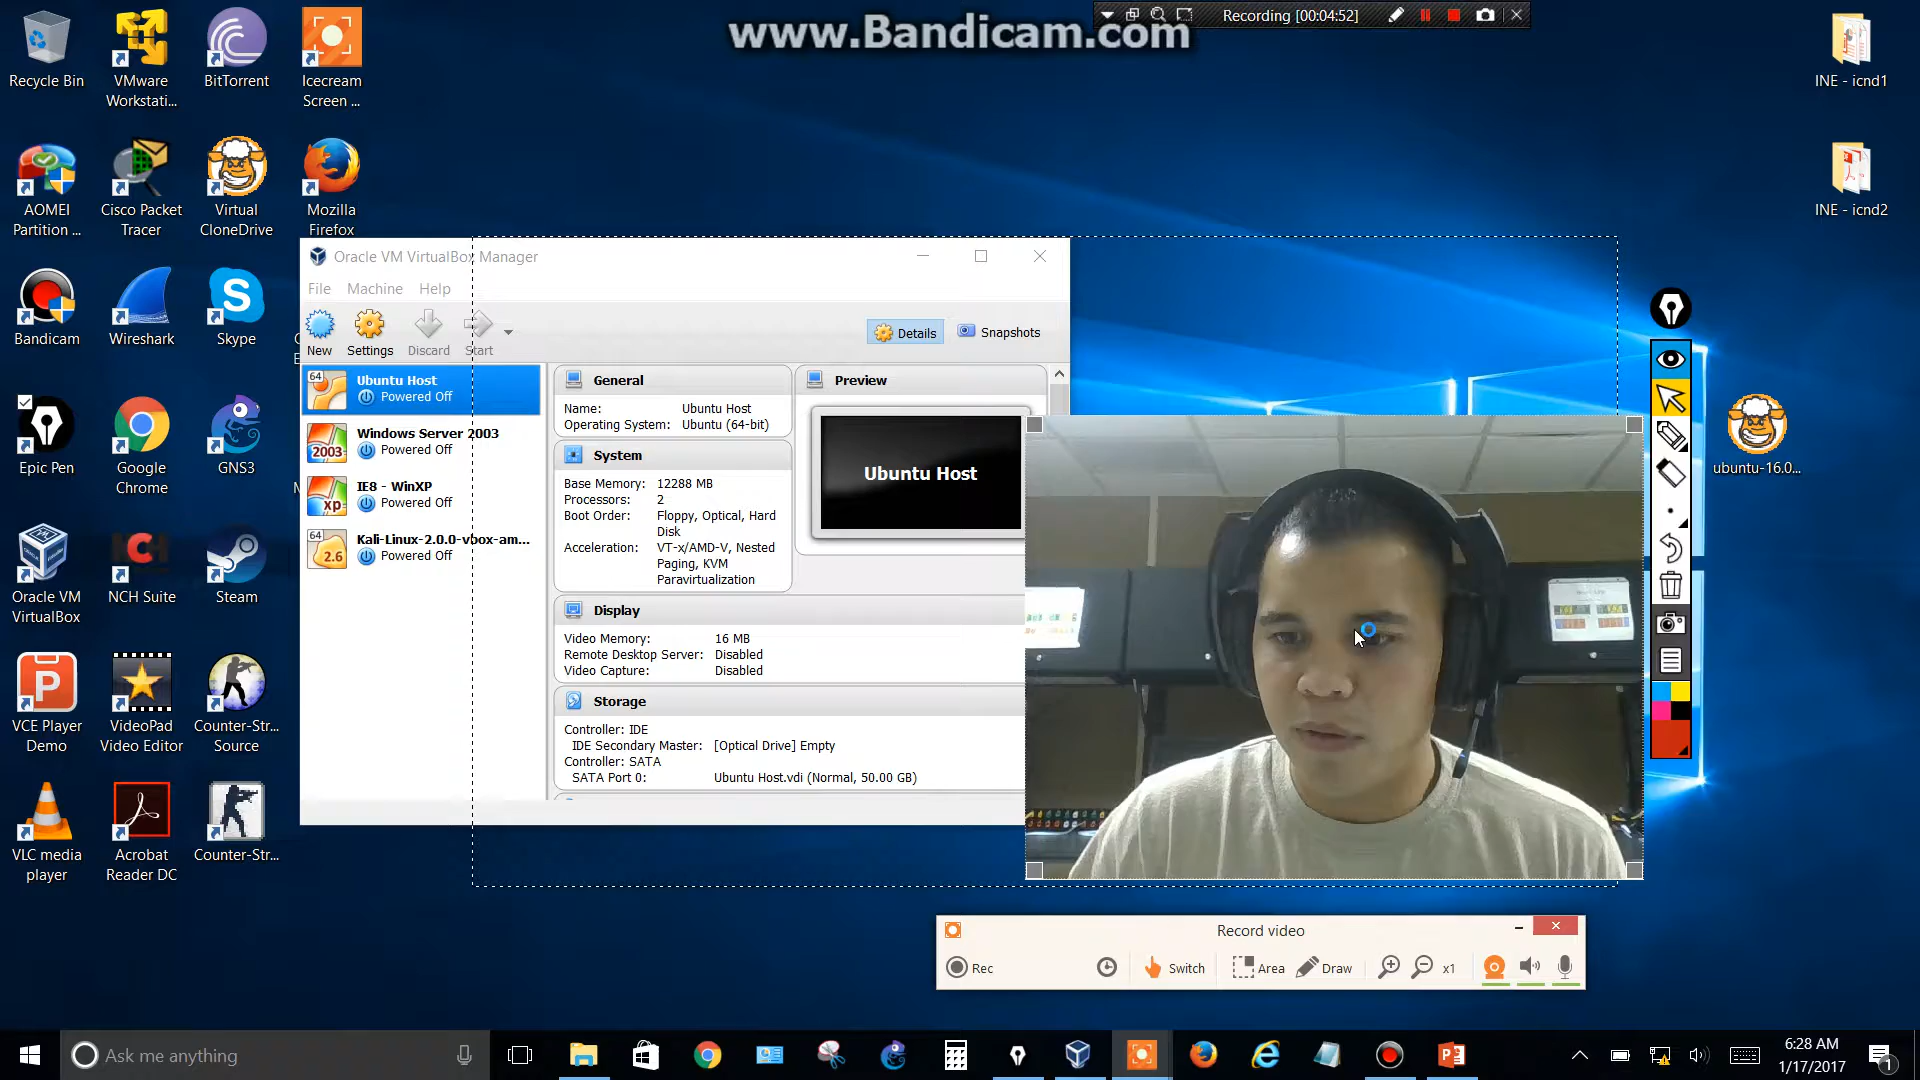 www.Bandicam.com
Recording [00:04:52]
Recycle Bin
VMware
Workstati...
BitTorrent
Icecream
Screen ...
INE - icnd1
AOMEI
Partition ...
Cisco Packet
Tracer
Virtual
CloneDrive
Mozilla
Firefox
INE - icnd2
Bandicam
Wireshark
Skype
Epic Pen
Google
Chrome
GNS3
ubuntu-16.0...
Oracle VM
VirtualBox
NCH Suite
Steam
VCE Player
Demo
VideoPad
Video Editor
Counter-Str...
Source
VLC media
player
Acrobat
Reader DC
Counter-Str...
Oracle VM VirtualBox Manager
File Machine Help
New Settings Discard Start
Details Snapshots
64
Ubuntu Host
Powered Off
2003
Windows Server 2003
Powered Off
xp
IE8 - WinXP
Powered Off
64
2.6
Kali-Linux-2.0.0-vbox-am...
Powered Off
General
Name: Ubuntu Host
Operating System: Ubuntu (64-bit)
System
Base Memory: 12288 MB
Processors: 2
Boot Order: Floppy, Optical, Hard
Disk
Acceleration: VT-x/AMD-V, Nested
Paging, KVM
Paravirtualization
Preview
Ubuntu Host
Display
Video Memory: 16 MB
Remote Desktop Server: Disabled
Video Capture: Disabled
Storage
Controller: IDE
IDE Secondary Master: [Optical Drive] Empty
Controller: SATA
SATA Port 0: Ubuntu Host.vdi (Normal, 50.00 GB)
Record video
Rec Switch Area Draw x1
Ask me anything
6:28 AM
1/17/2017
1